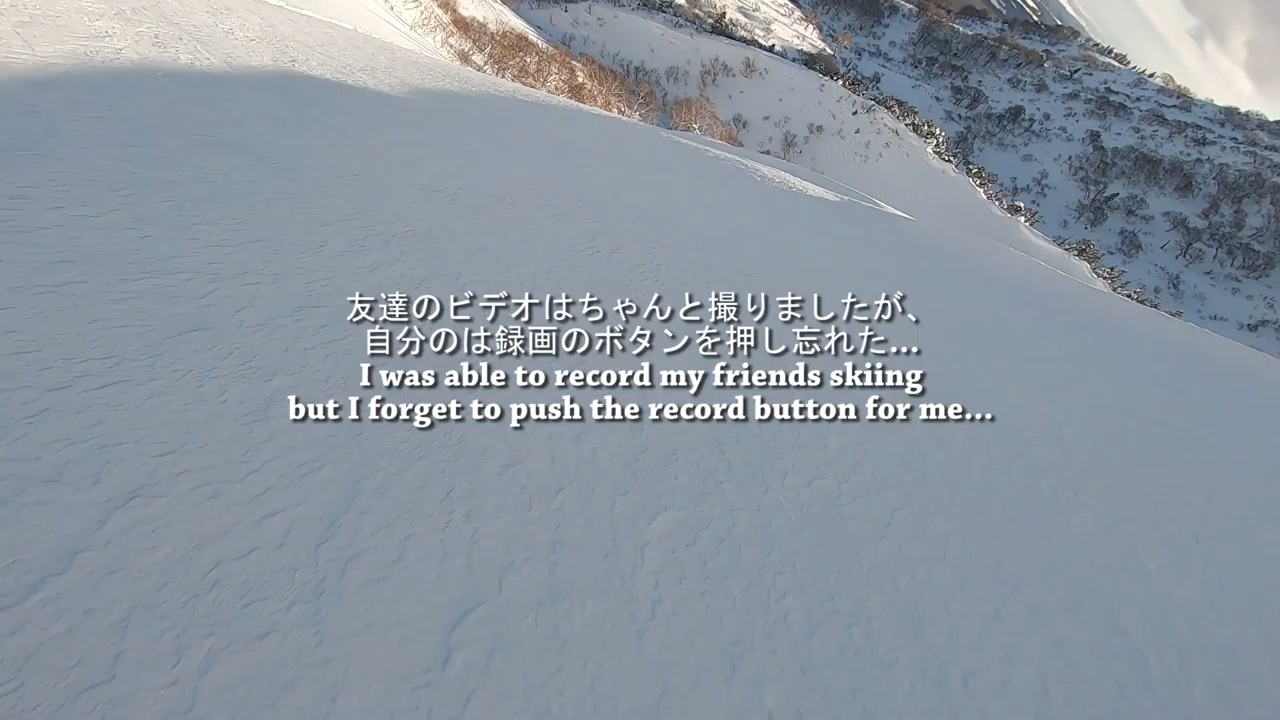 友達のビデオはちゃんと撮りましたが、
自分のは録画のボタンを押し忘れた...
I was able to record my friends skiing
but I forget to push the record button for me...